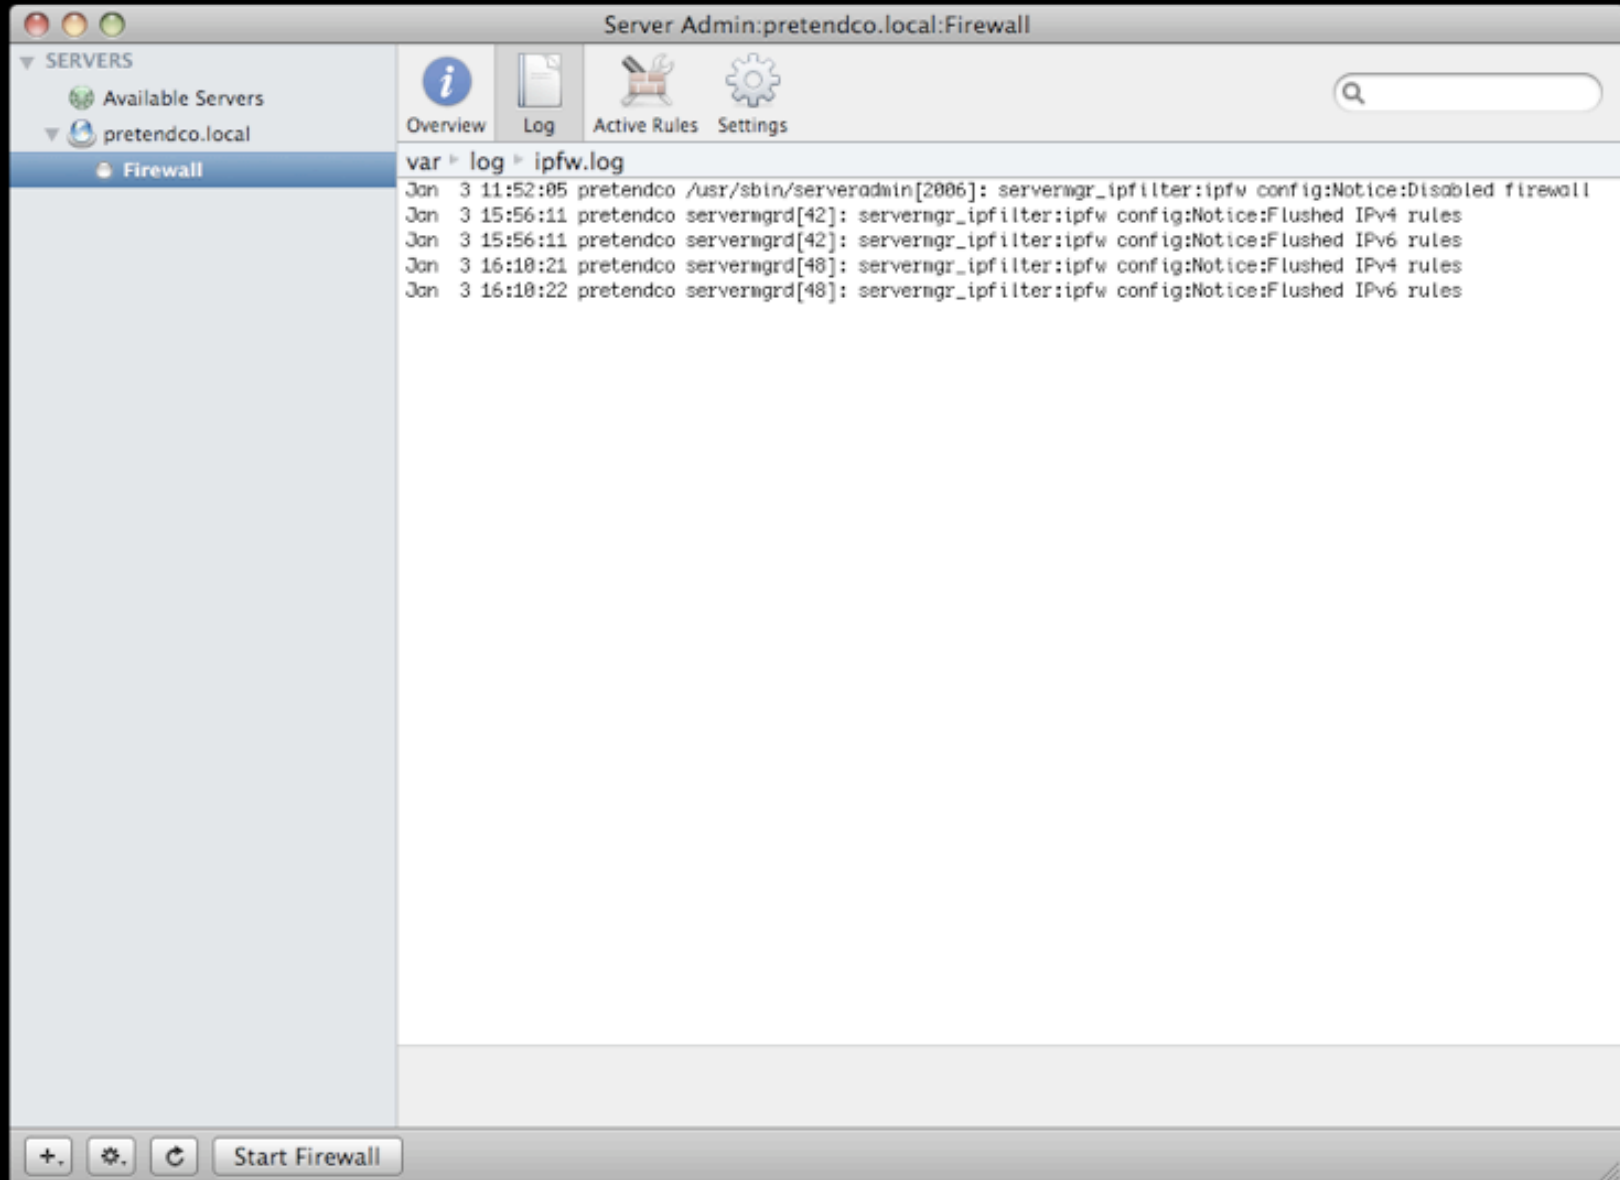 Server Admin:pretendco.local:Firewall
SERVERS
Available Servers
pretendco.local
Firewall
Overview
Log
Active Rules
Settings
var log ipfw.log
Jan  3 11:52:05 pretendco /usr/sbin/serveradmin[2006]: servermgr_ipfilter:ipfw config:Notice:Disabled firewall
Jan  3 15:56:11 pretendco servermgrd[42]: servermgr_ipfilter:ipfw config:Notice:Flushed IPv4 rules
Jan  3 15:56:11 pretendco servermgrd[42]: servermgr_ipfilter:ipfw config:Notice:Flushed IPv6 rules
Jan  3 16:10:21 pretendco servermgrd[48]: servermgr_ipfilter:ipfw config:Notice:Flushed IPv4 rules
Jan  3 16:10:22 pretendco servermgrd[48]: servermgr_ipfilter:ipfw config:Notice:Flushed IPv6 rules
Start Firewall